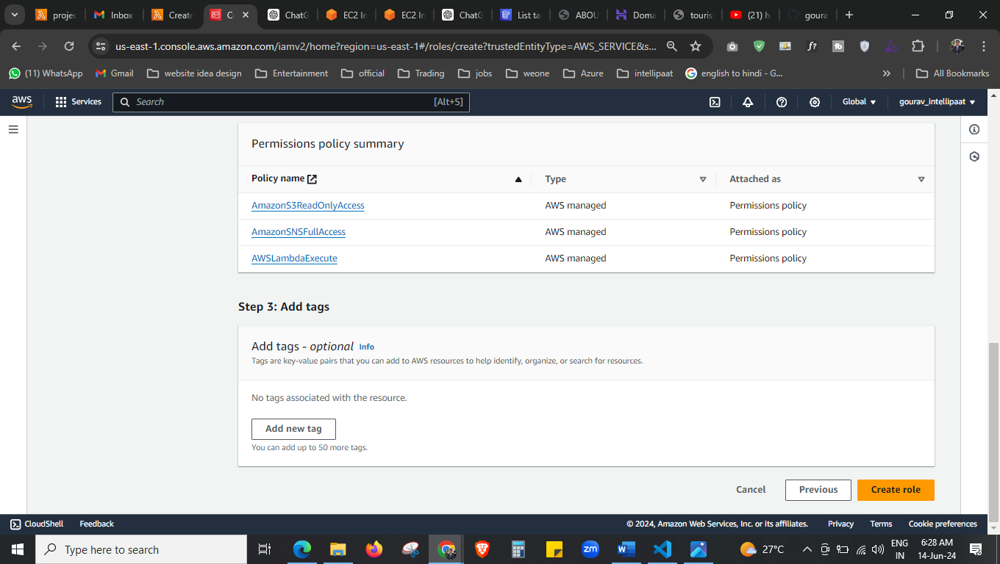 projec
Inbox
Create
C
ChatG
EC2 In
EC2 In
ChatG
List ta
ABOU
Doma
touris
(21) h
goura
us-east-1.console.aws.amazon.com/iamv2/home?region=us-east-1#/roles/create?trustedEntityType=AWS_SERVICE&s...
(11) WhatsApp
Gmail
website idea design
Entertainment
official
Trading
jobs
weone
Azure
intellipaat
english to hindi - G...
All Bookmarks
aws
Services
Search
[Alt+S]
Global
gourav_intellipaat
Permissions policy summary
Policy name
Type
Attached as
AmazonS3ReadOnlyAccess
AWS managed
Permissions policy
AmazonSNSFullAccess
AWS managed
Permissions policy
AWSLambdaExecute
AWS managed
Permissions policy
Step 3: Add tags
Add tags - optional Info
Tags are key-value pairs that you can add to AWS resources to help identify, organize, or search for resources.
No tags associated with the resource.
Add new tag
You can add up to 50 more tags.
Cancel
Previous
Create role
CloudShell
Feedback
© 2024, Amazon Web Services, Inc. or its affiliates.
Privacy
Terms
Cookie preferences
Type here to search
zm
27°C
ENG
IN
6:28 AM
14-Jun-24